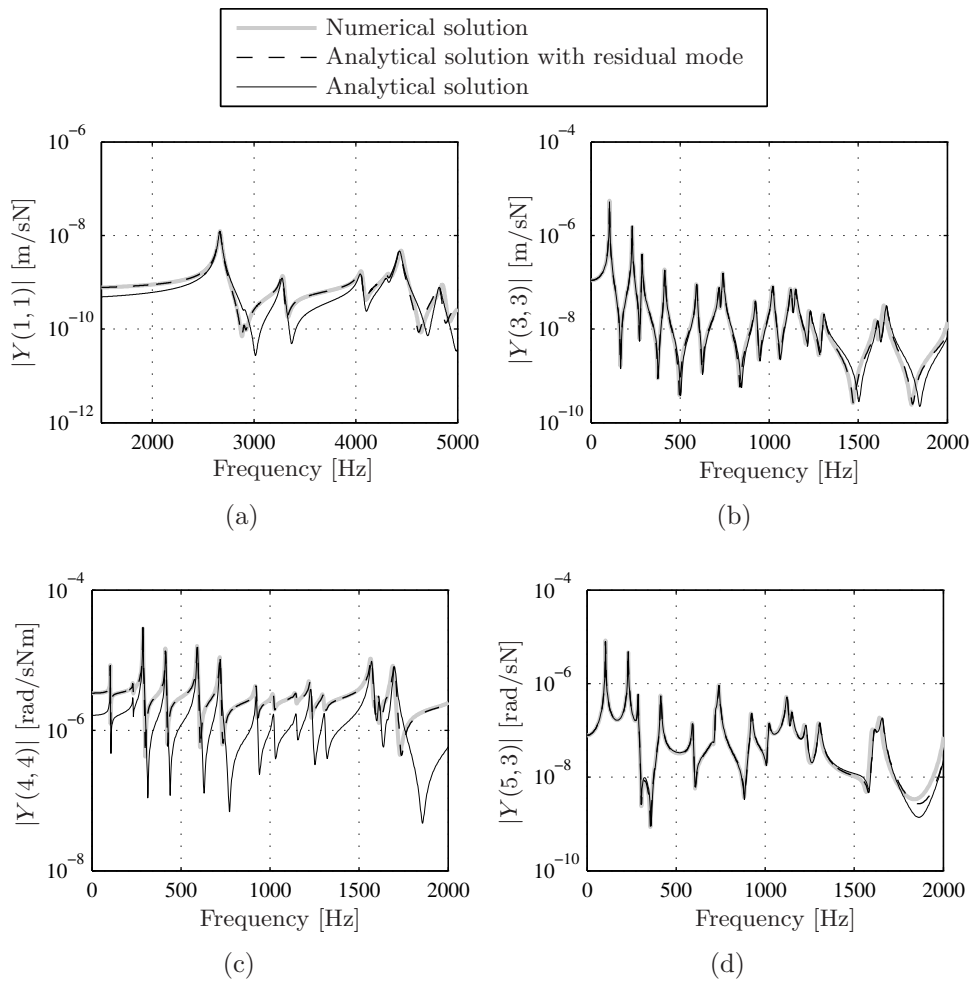 Numerical solution
Analytical solution with residual mode
Analytical solution
10−6
10−8
10−10
10−12
|Y(1, 1)| [m/sN]
2000 3000 4000 5000
Frequency [Hz]
(a)
10−4
10−6
10−8
10−10
|Y(3, 3)| [m/sN]
0 500 1000 1500 2000
Frequency [Hz]
(b)
10−4
10−6
10−8
|Y(4, 4)| [rad/sNm]
0 500 1000 1500 2000
Frequency [Hz]
(c)
10−4
10−6
10−8
10−10
|Y(5, 3)| [rad/sN]
0 500 1000 1500 2000
Frequency [Hz]
(d)